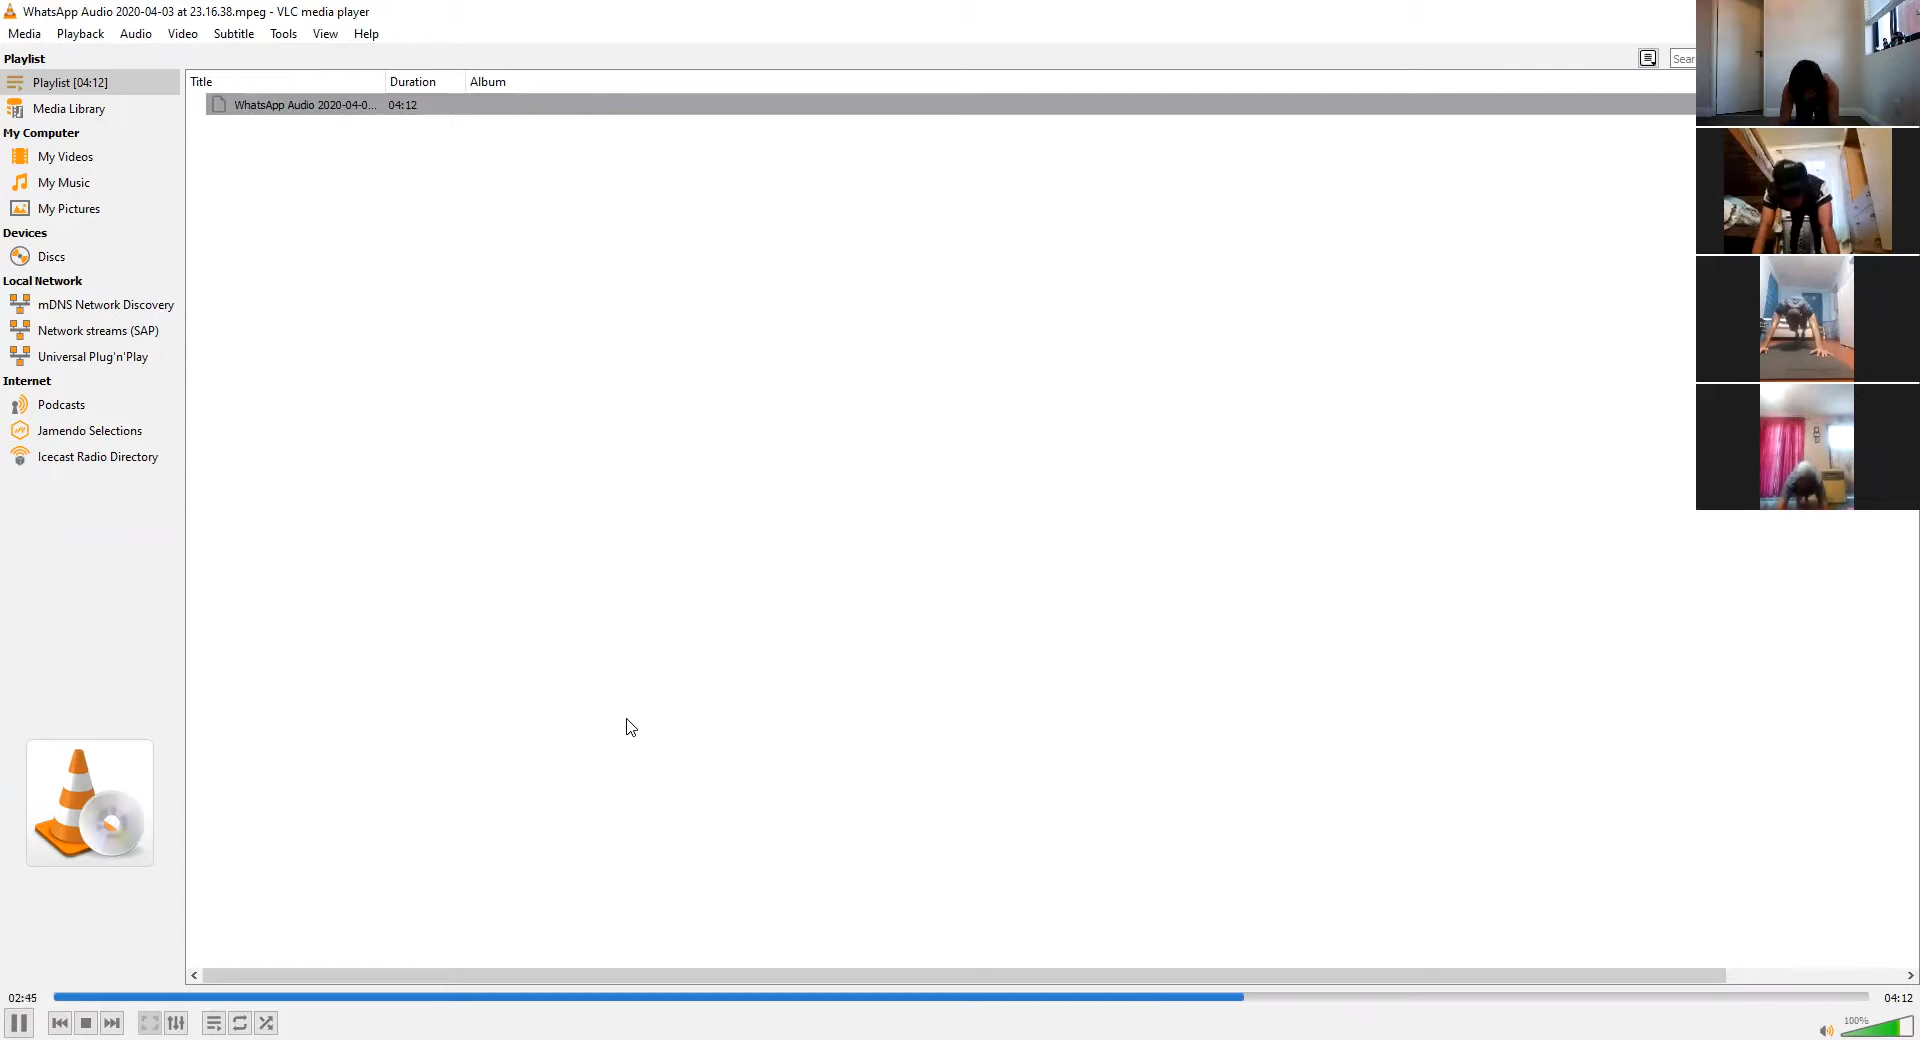 WhatsApp Audio 2020-04-03 at 23.16.38.mpeg - VLC media player
Media Playback Audio Video Subtitle Tools View Help
Playlist
Sear
Playlist [04:12]
Title Duration Album
WhatsApp Audio 2020-04-0... 04:12
Media Library
My Computer
My Videos
My Music
My Pictures
Devices
Discs
Local Network
mDNS Network Discovery
Network streams (SAP)
Universal Plug'n'Play
Internet
Podcasts
Jamendo Selections
Icecast Radio Directory
02:45 04:12
100%